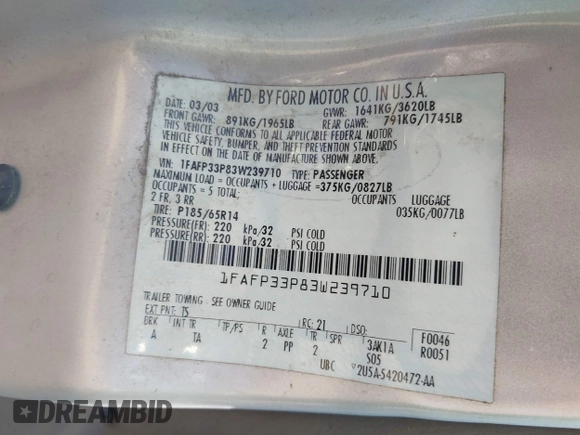 MFD. BY FORD MOTOR CO. IN U.S.A.
DATE: 03/03 GVWR: 1641KG/3620LB
FRONT GAWR: 891KG/1965LB REAR GAWR: 791KG/1745LB
THIS VEHICLE CONFORMS TO ALL APPLICABLE FEDERAL MOTOR
VEHICLE SAFETY, BUMPER, AND THEFT PREVENTION STANDARDS
IN EFFECT ON THE DATE OF MANUFACTURE SHOWN ABOVE.
VIN: 1FAFP33P83W239710 TYPE: PASSENGER
MAXIMUM LOAD = OCCUPANTS + LUGGAGE =375KG/0827LB
OCCUPANTS = 5 TOTAL: OCCUPANTS LUGGAGE
2 FR, 3 RR 035KG/0077LB
TIRE: P185/65R14
PRESSURE(FR): 220 kPa/32 PSI COLD
PRESSURE(RR): 220 kPa/32 PSI COLD
1FAFP33P83W239710
TRAILER TOWING - SEE OWNER GUIDE
EXT PNT: TS RC: 21 DSO: F0046
BRK INT TR TP/PS R AXLE TR SPR 3AK1A R0051
A TA 2 PP 2 S05
UBC 2U5A-5420472-AA
AUTOBIDMASTER
DREAMBID